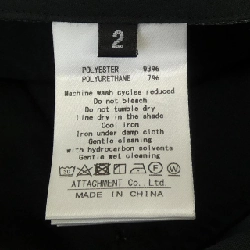 2
POLYESTER 93%
POLYURETHANE 7%
Machine wash cycles reduced
Do not bleach
Do not tumble dry
Line dry in the shade
Cool iron
Iron under damp cloth
Gentle cleaning
with hydrocarbon solvents
Gentle wet cleaning
ATTACHMENT Co., Ltd.
MADE IN CHINA